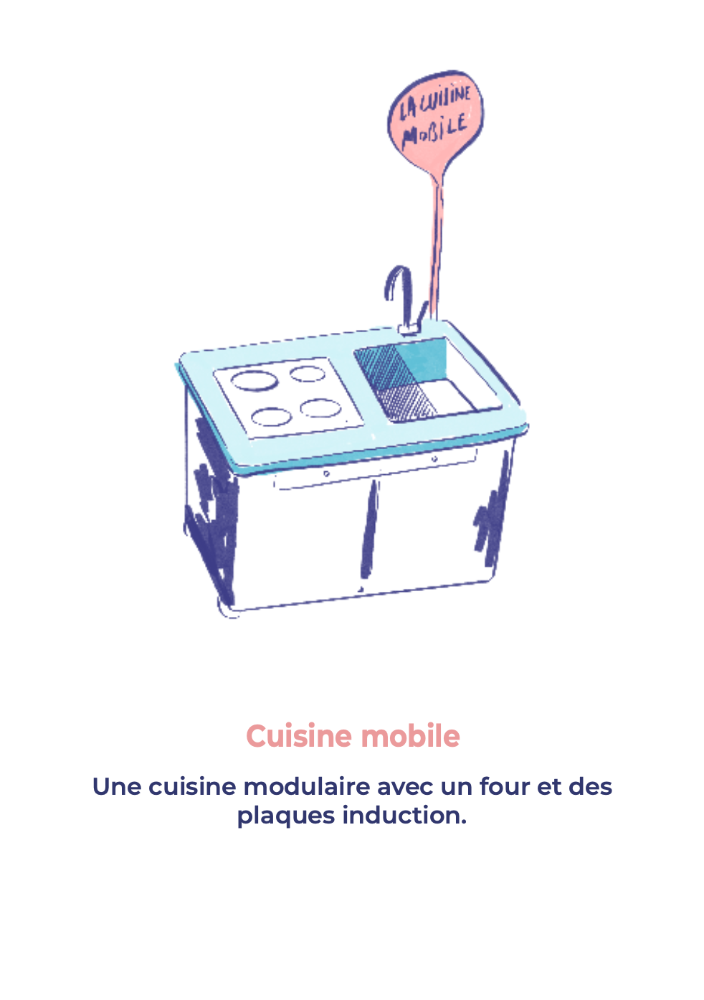 LA CUISINE
MOBILE
Cuisine mobile
Une cuisine modulaire avec un four et des
plaques induction.